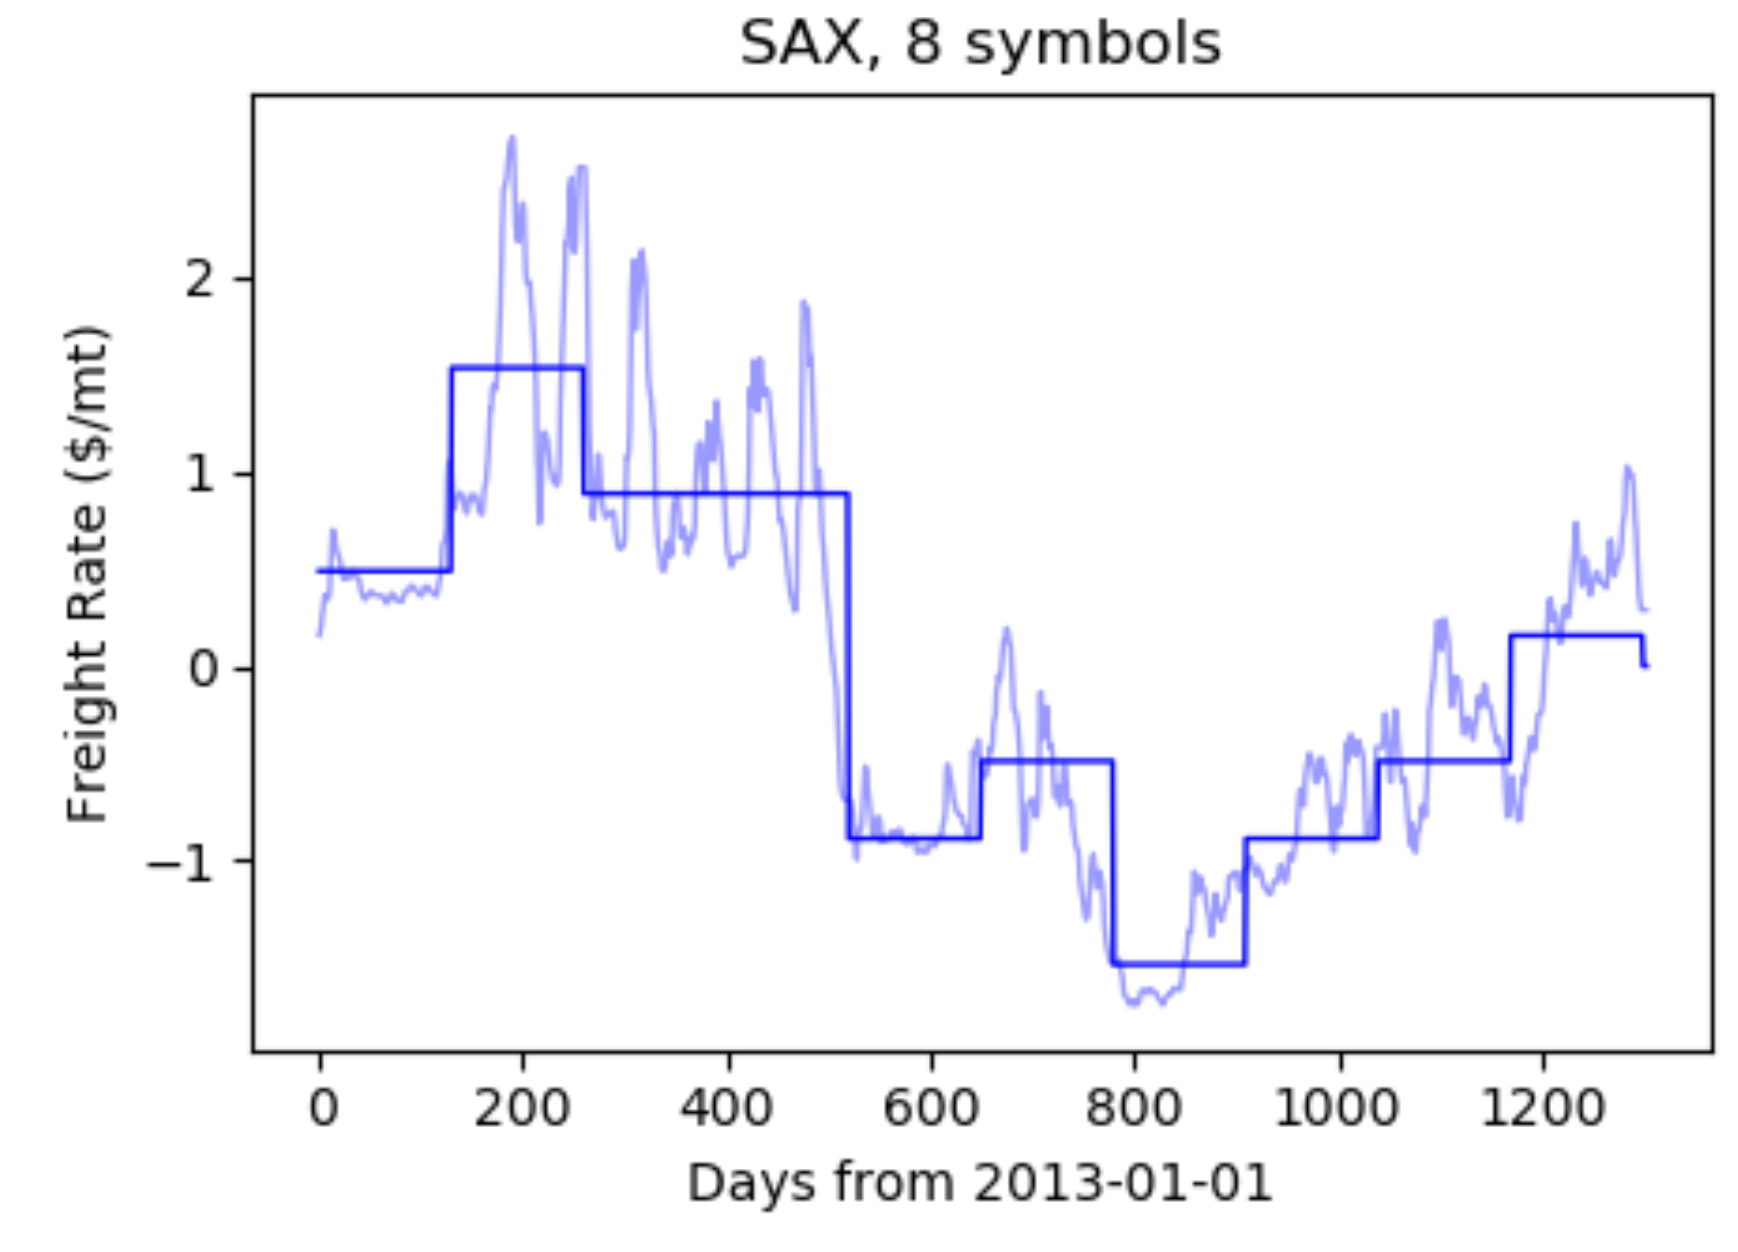 SAX, 8 symbols
Freight Rate ($/mt)
2
1
0
−1
0 200 400 600 800 1000 1200
Days from 2013-01-01